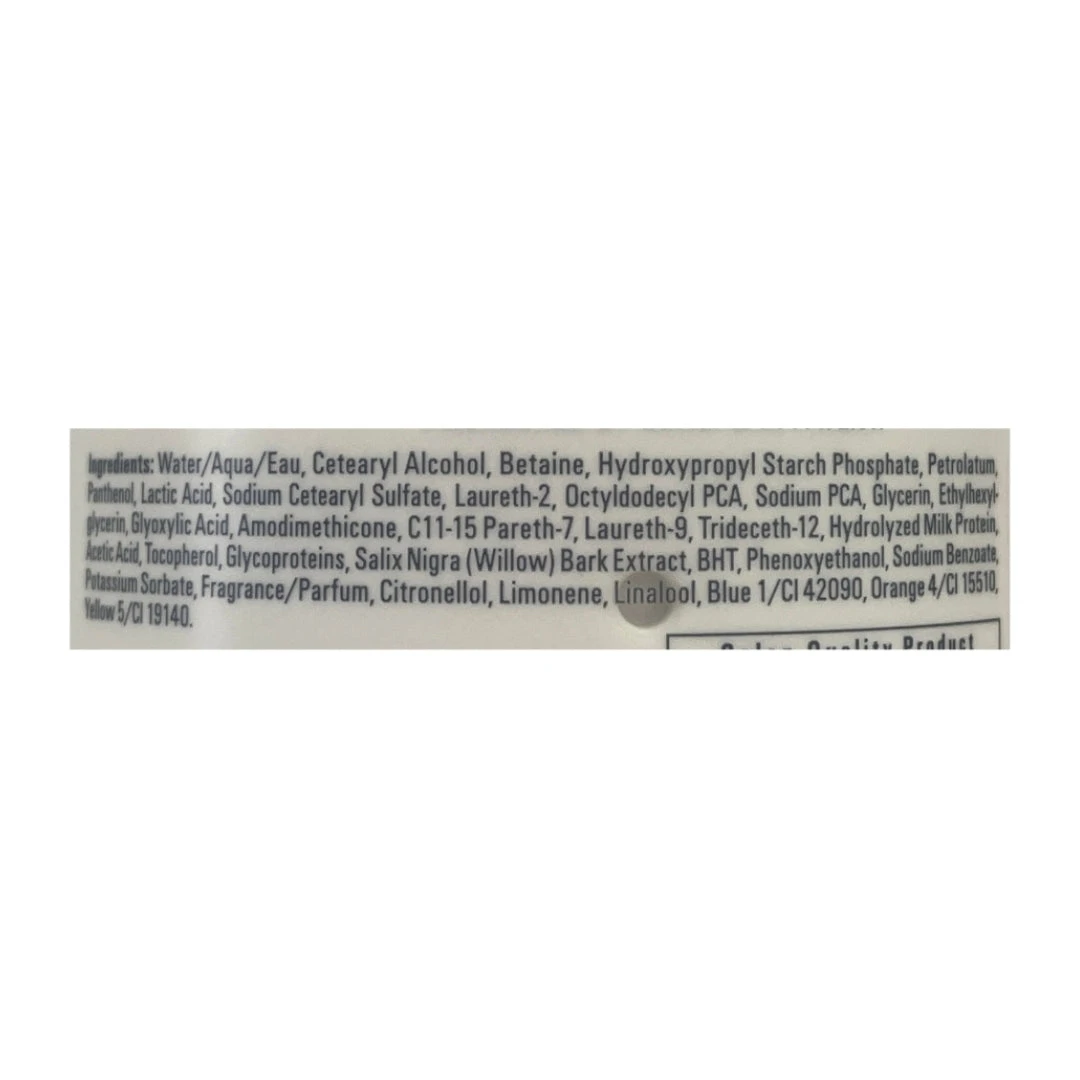 Ingredients: Water/Aqua/Eau, Cetearyl Alcohol, Betaine, Hydroxypropyl Starch Phosphate, Petrolatum,
Panthenol, Lactic Acid, Sodium Cetearyl Sulfate, Laureth-2, Octyldodecyl PCA, Sodium PCA, Glycerin, Ethylhexyl-
glycerin, Glyoxylic Acid, Amodimethicone, C11-15 Pareth-7, Laureth-9, Trideceth-12, Hydrolyzed Milk Protein,
Acetic Acid, Tocopherol, Glycoproteins, Salix Nigra (Willow) Bark Extract, BHT, Phenoxyethanol, Sodium Benzoate,
Potassium Sorbate, Fragrance/Parfum, Citronellol, Limonene, Linalool, Blue 1/CI 42090, Orange 4/CI 15510,
Yellow 5/CI 19140.
Quality Product